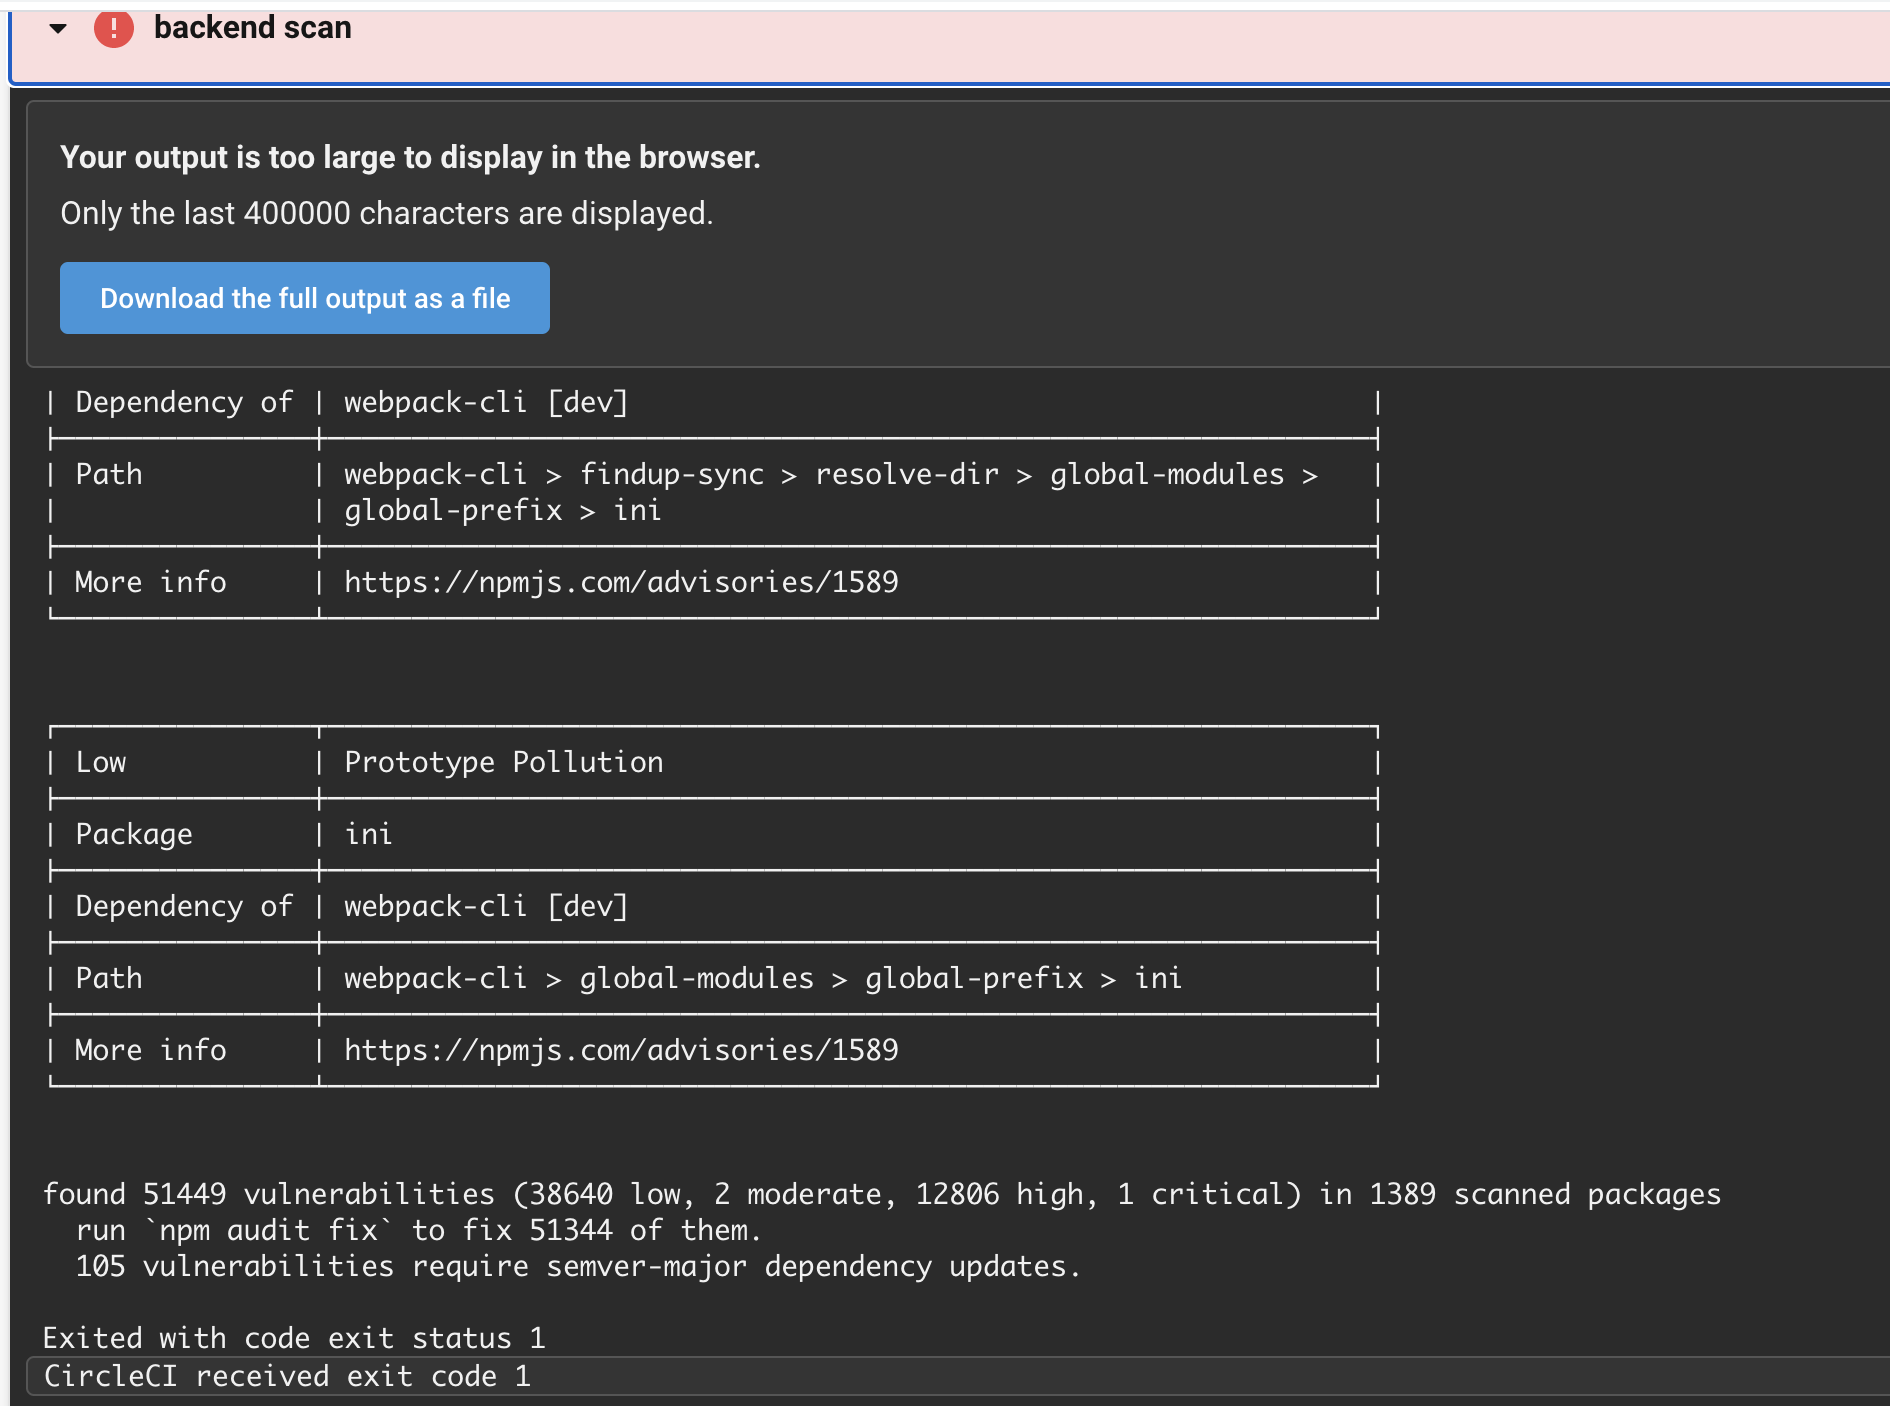 backend scan
Your output is too large to display in the browser.
Only the last 400000 characters are displayed.
Download the full output as a file
| Dependency of | webpack-cli [dev] |
| Path | webpack-cli > findup-sync > resolve-dir > global-modules > |
| | global-prefix > ini |
| More info | https://npmjs.com/advisories/1589 |
| Low | Prototype Pollution |
| Package | ini |
| Dependency of | webpack-cli [dev] |
| Path | webpack-cli > global-modules > global-prefix > ini |
| More info | https://npmjs.com/advisories/1589 |
found 51449 vulnerabilities (38640 low, 2 moderate, 12806 high, 1 critical) in 1389 scanned packages
run `npm audit fix` to fix 51344 of them.
105 vulnerabilities require semver-major dependency updates.
Exited with code exit status 1
CircleCI received exit code 1